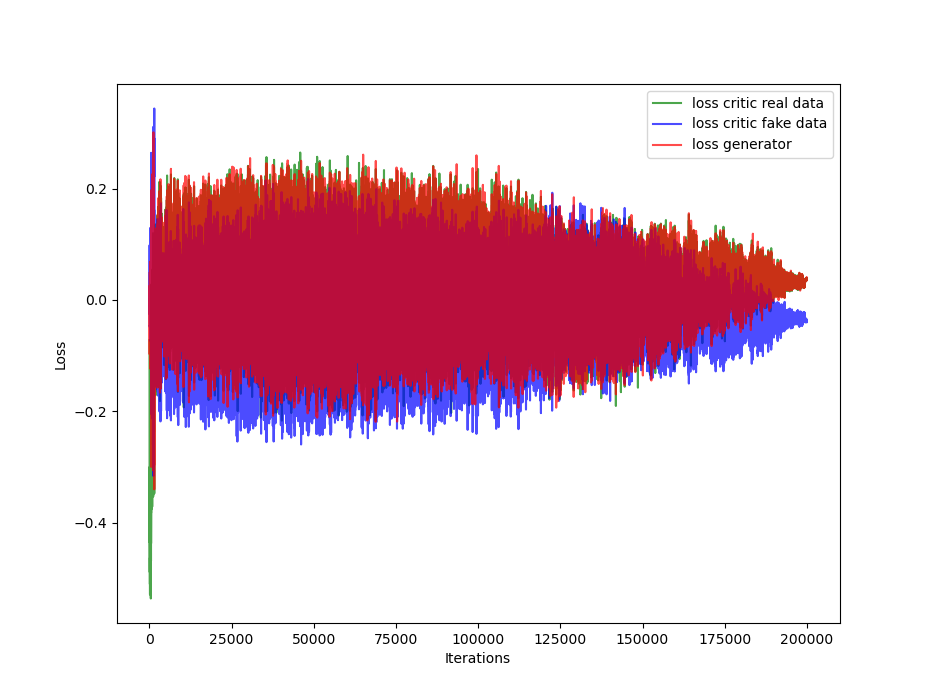 loss critic real data
loss critic fake data
loss generator
Loss
0.2
0.0
−0.2
−0.4
0 25000 50000 75000 100000 125000 150000 175000 200000
Iterations